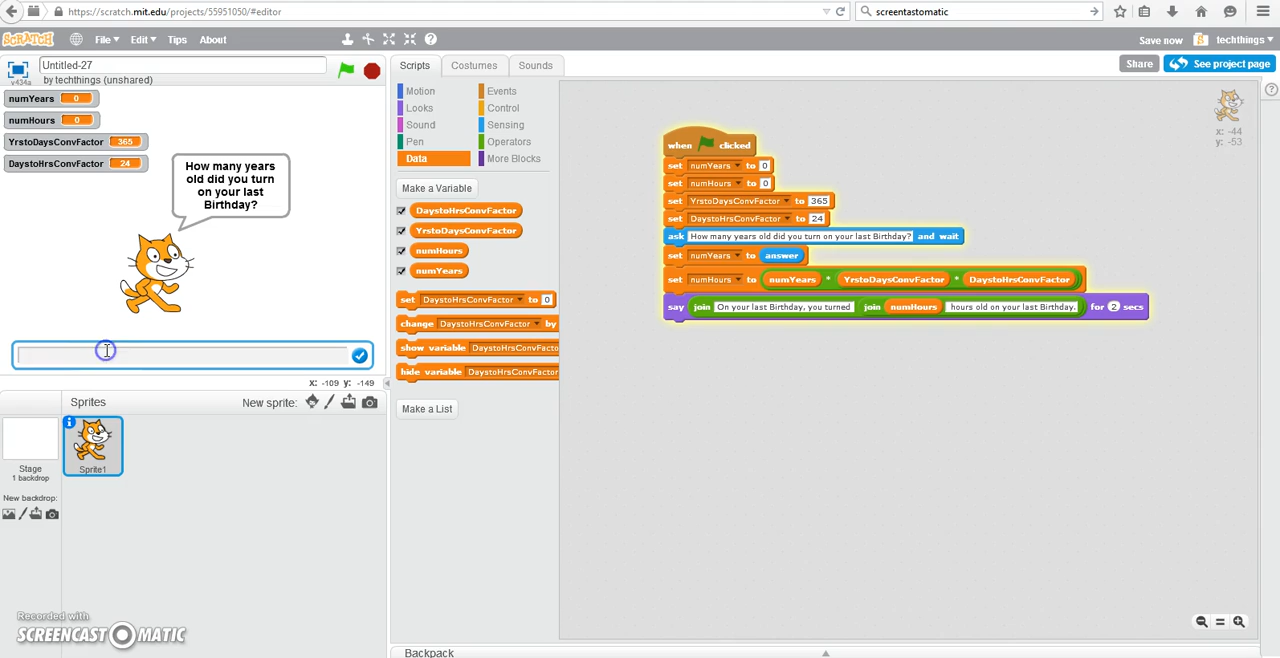 https://scratch.mit.edu/projects/55951050/#editor
screentastomatic
SCRATCH File Edit Tips About
Save now techthings
Untitled-27
by techthings (unshared)
v434a
Scripts Costumes Sounds
Share See project page
numYears 0
numHours 0
YrstoDaysConvFactor 365
DaystoHrsConvFactor 24
How many years
old did you turn
on your last
Birthday?
Motion Events
Looks Control
Sound Sensing
Pen Operators
Data More Blocks
Make a Variable
DaystoHrsConvFactor
YrstoDaysConvFactor
numHours
numYears
set DaystoHrsConvFactor to 0
change DaystoHrsConvFactor by
show variable DaystoHrsConvFacto
hide variable DaystoHrsConvFacto
Make a List
when clicked
set numYears to 0
set numHours to 0
set YrstoDaysConvFactor to 365
set DaystoHrsConvFactor to 24
ask How many years old did you turn on your last Birthday? and wait
set numYears to answer
set numHours to numYears * YrstoDaysConvFactor * DaystoHrsConvFactor
say join On your last Birthday, you turned join numHours hours old on your last Birthday. for 2 secs
x: -44
y: -53
x: -109 y: -149
Sprites New sprite:
Stage
1 backdrop
Sprite1
New backdrop:
Recorded with
SCREENCAST MATIC
Backpack